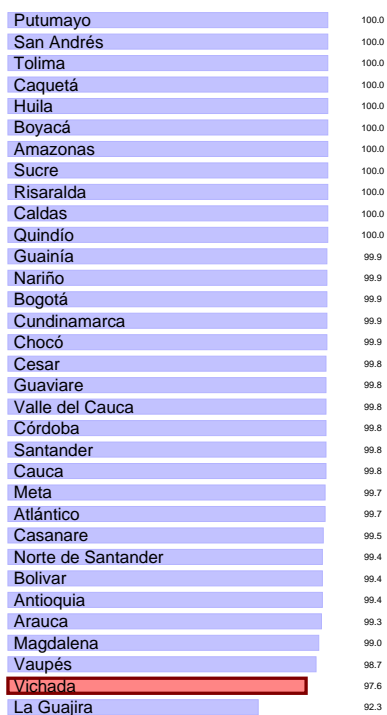 Putumayo 100.0
San Andrés 100.0
Tolima 100.0
Caquetá 100.0
Huila 100.0
Boyacá 100.0
Amazonas 100.0
Sucre 100.0
Risaralda 100.0
Caldas 100.0
Quindío 100.0
Guainía 99.9
Nariño 99.9
Bogotá 99.9
Cundinamarca 99.9
Chocó 99.9
Cesar 99.8
Guaviare 99.8
Valle del Cauca 99.8
Córdoba 99.8
Santander 99.8
Cauca 99.8
Meta 99.7
Atlántico 99.7
Casanare 99.5
Norte de Santander 99.4
Bolivar 99.4
Antioquia 99.4
Arauca 99.3
Magdalena 99.0
Vaupés 98.7
Vichada 97.6
La Guajira 92.3